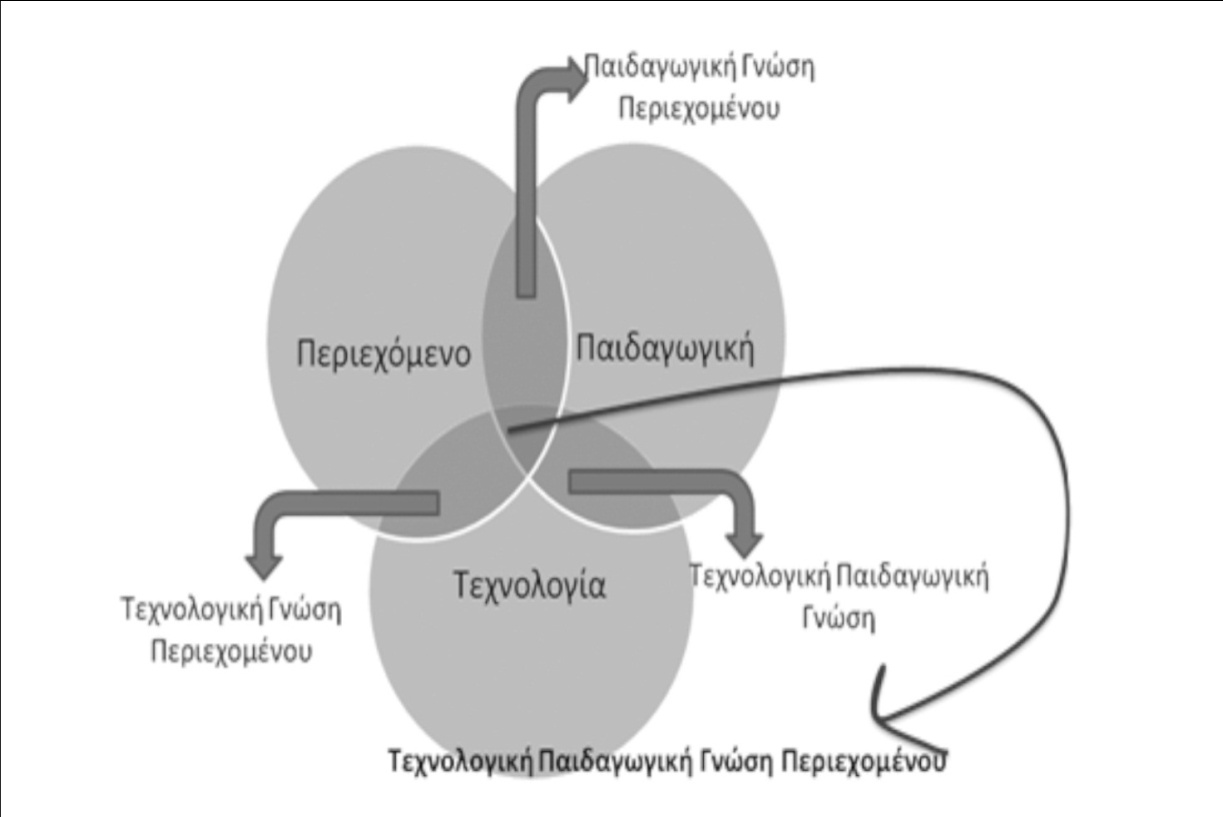 Παιδαγωγική Γνώση
Περιεχομένου
Περιεχόμενο
Παιδαγωγική
Τεχνολογία
Τεχνολογική Παιδαγωγική
Γνώση
Τεχνολογική Γνώση
Περιεχομένου
Τεχνολογική Παιδαγωγική Γνώση Περιεχομένου